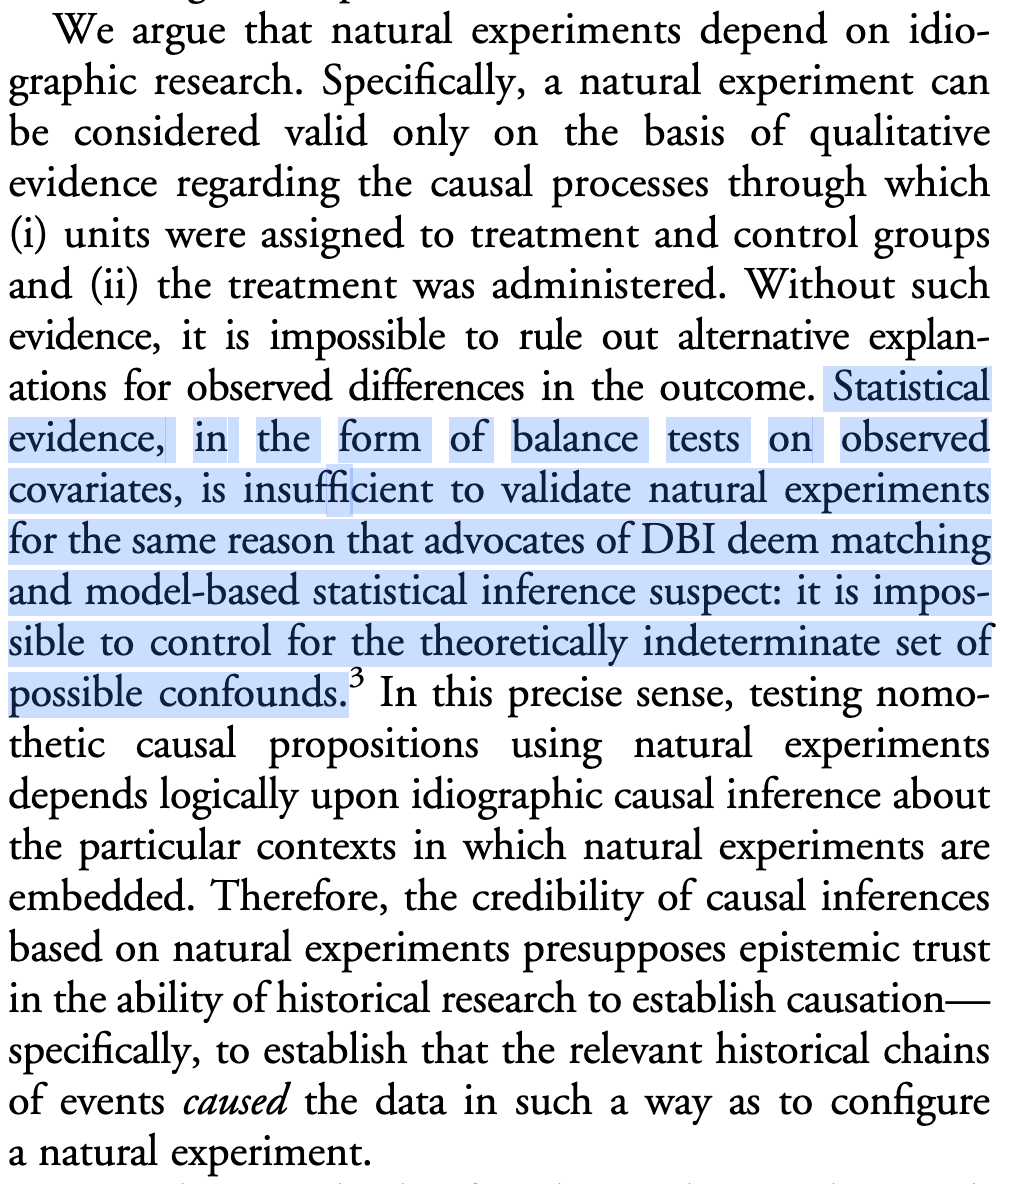 We argue that natural experiments depend on idio-
graphic research. Specifically, a natural experiment can
be considered valid only on the basis of qualitative
evidence regarding the causal processes through which
(i) units were assigned to treatment and control groups
and (ii) the treatment was administered. Without such
evidence, it is impossible to rule out alternative explan-
ations for observed differences in the outcome. Statistical
evidence, in the form of balance tests on observed
covariates, is insufficient to validate natural experiments
for the same reason that advocates of DBI deem matching
and model-based statistical inference suspect: it is impos-
sible to control for the theoretically indeterminate set of
possible confounds.³ In this precise sense, testing nomo-
thetic causal propositions using natural experiments
depends logically upon idiographic causal inference about
the particular contexts in which natural experiments are
embedded. Therefore, the credibility of causal inferences
based on natural experiments presupposes epistemic trust
in the ability of historical research to establish causation—
specifically, to establish that the relevant historical chains
of events caused the data in such a way as to configure
a natural experiment.